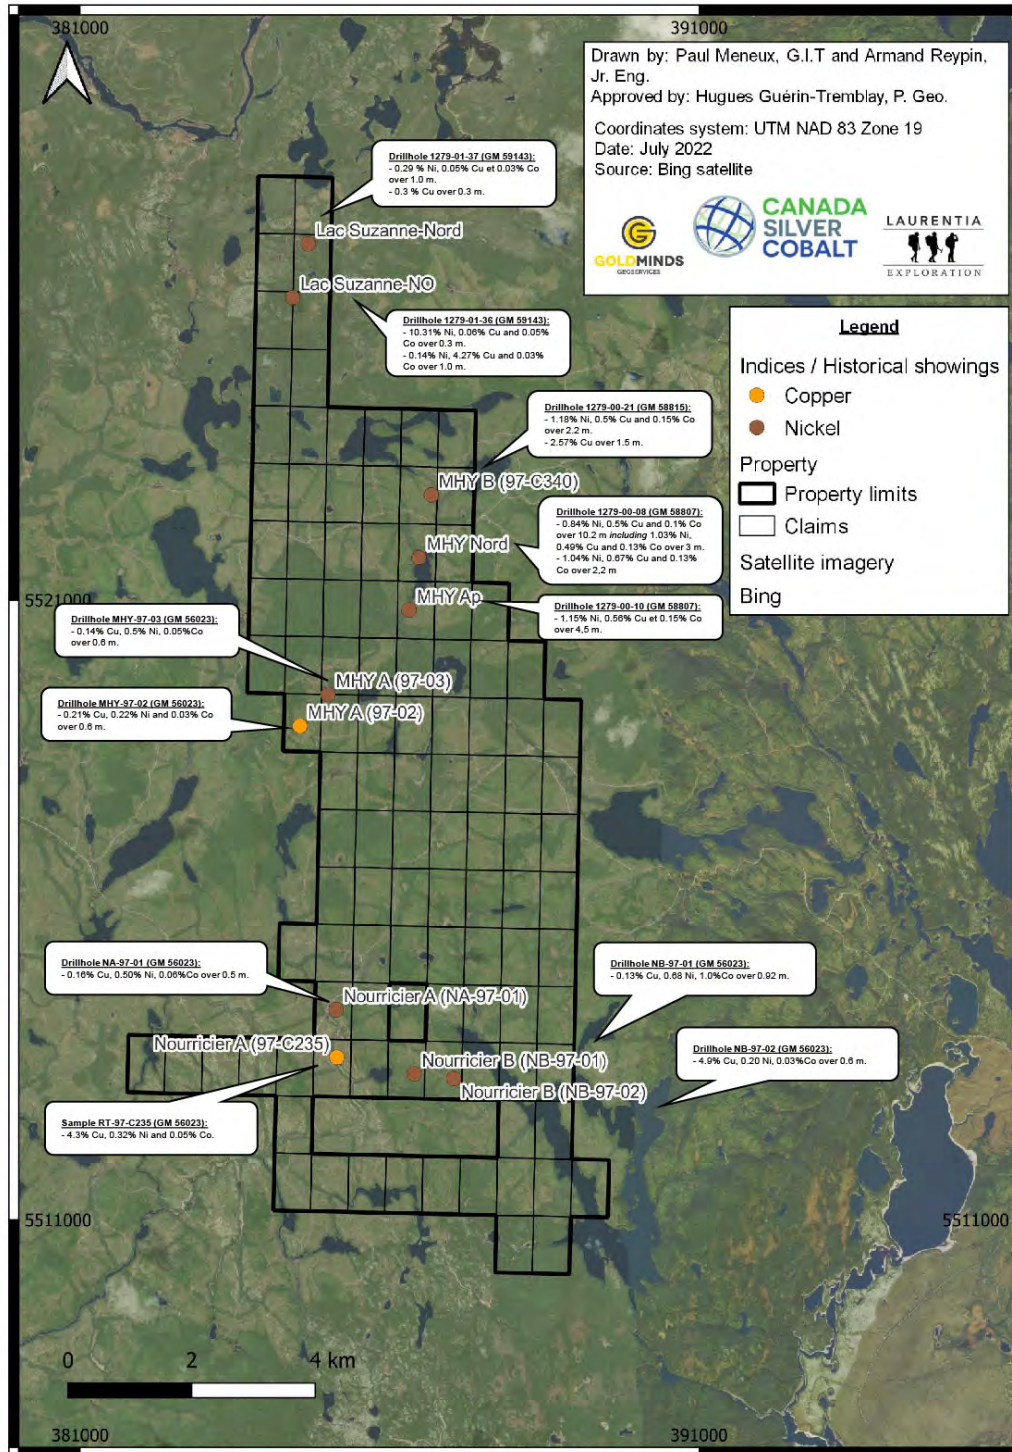 381000
391000
Drawn by: Paul Meneux, G.I.T and Armand Reypin,
Jr. Eng.
Approved by: Hugues Guérin-Tremblay, P. Geo.
Coordinates system: UTM NAD 83 Zone 19
Date: July 2022
Source: Bing satellite
GOLDMINDS
GEOSERVICES
CANADA
SILVER
COBALT
LAURENTIA
EXPLORATION
Drillhole 1279-01-37 (GM 59143):
- 0.29 % Ni, 0.05% Cu et 0.03% Co
over 1.0 m.
- 0.3 % Cu over 0.3 m.
Lac Suzanne-Nord
Lac Suzanne-NO
Drillhole 1279-01-36 (GM 59143):
- 10.31% Ni, 0.06% Cu and 0.05%
Co over 0.3 m.
- 0.14% Ni, 4.27% Cu and 0.03%
Co over 1.0 m.
Legend
Indices / Historical showings
Copper
Nickel
Property
Property limits
Claims
Satellite imagery
Bing
Drillhole 1279-00-21 (GM 58815):
- 1.18% Ni, 0.5% Cu and 0.15% Co
over 2.2 m.
- 2.57% Cu over 1.5 m.
MHY B (97-C340)
Drillhole 1279-00-08 (GM 58807):
- 0.84% Ni, 0.5% Cu and 0.1% Co
over 10.2 m including 1.03% Ni,
0.49% Cu and 0.13% Co over 3 m.
- 1.04% Ni, 0.67% Cu and 0.13%
Co over 2,2 m
MHY Nord
MHY Ap
Drillhole 1279-00-10 (GM 58807):
- 1.15% Ni, 0.56% Cu et 0.15% Co
over 4,5 m.
5521000
Drillhole MHY-97-03 (GM 56023):
- 0.14% Cu, 0.5% Ni, 0.05%Co
over 0.6 m.
MHY A (97-03)
Drillhole MHY-97-02 (GM 56023):
- 0.21% Cu, 0.22% Ni and 0.03% Co
over 0.6 m.
MHY A (97-02)
Drillhole NA-97-01 (GM 56023):
- 0.16% Cu, 0.50% Ni, 0.06%Co over 0.5 m.
Drillhole NB-97-01 (GM 56023):
- 0.13% Cu, 0.68 Ni, 1.0%Co over 0.92 m.
Nourricier A (NA-97-01)
Nourricier A (97-C235)
Nourricier B (NB-97-01)
Drillhole NB-97-02 (GM 56023):
- 4.9% Cu, 0.20 Ni, 0.03%Co over 0.6 m.
Nourricier B (NB-97-02)
Sample RT-97-C235 (GM 56023):
- 4.3% Cu, 0.32% Ni and 0.05% Co.
5511000
5511000
0 2 4 km
381000
391000